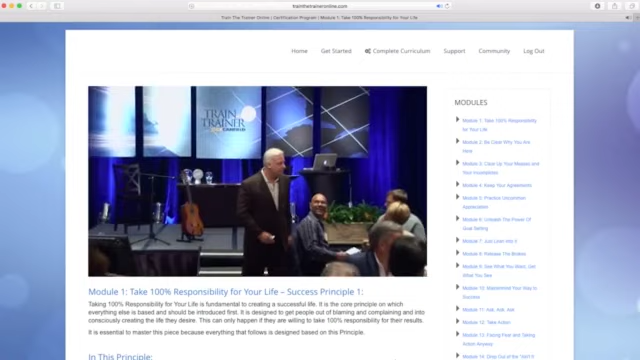 trainthetraineronline.com
Train The Trainer Online | Certification Program | Module 1: Take 100% Responsibility for Your Life
Home Get Started Complete Curriculum Support Community Log Out
TRAIN
TRAINER
MODULES
Module 1: Take 100% Responsibility
for Your Life
Module 2: Be Clear Why You Are
Here
Module 3: Clear Up Your Messes and
Your Incompletes
Module 4: Keep Your Agreements
Module 5: Practice Uncommon
Appreciation
Module 6: Unleash The Power Of
Goal Setting
Module 7: Just Lean Into It
Module 8: Release The Brakes
Module 9: See What You Want, Get
What You See
Module 10: Mastermind Your Way to
Success
Module 11: Ask, Ask, Ask
Module 12: Take Action
Module 13: Facing Fear and Taking
Action Anyway
Module 14: Drop Out of the "Ain't It
Module 1: Take 100% Responsibility for Your Life – Success Principle 1:
Taking 100% Responsibility for Your Life is fundamental to creating a successful life. It is the core principle on which
everything else is based and should be introduced first. It is designed to get people out of blaming and complaining and into
consciously creating the life they desire. This can only happen if they are willing to take 100% responsibility for their results.
It is essential to master this piece because everything that follows is designed based on this Principle.
In This Principle: